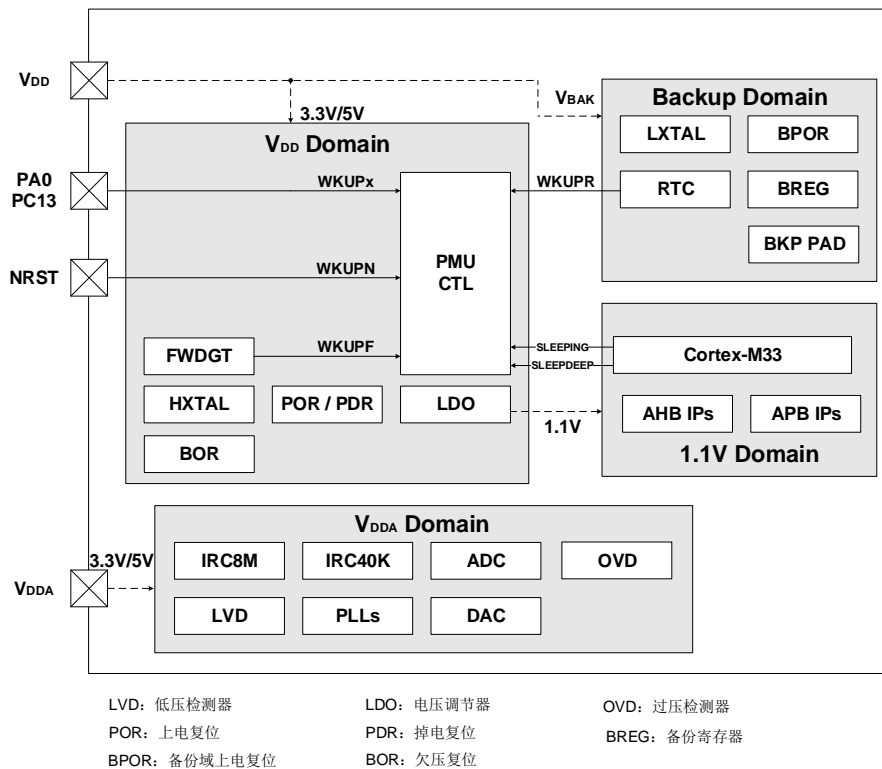 VDD
VBAK
3.3V/5V
Backup Domain
LXTAL
BPOR
RTC
BREG
BKP PAD
VDD Domain
PA0
PC13
WKUPx
WKUPR
NRST
WKUPN
PMU
CTL
FWDGT
WKUPF
SLEEPING
SLEEPDEEP
Cortex-M33
HXTAL
POR / PDR
LDO
1.1V
AHB IPs
APB IPs
BOR
1.1V Domain
VDDA Domain
3.3V/5V
VDDA
IRC8M
IRC40K
ADC
OVD
LVD
PLLs
DAC
LVD：低压检测器
LDO：电压调节器
OVD：过压检测器
POR：上电复位
PDR：掉电复位
BREG：备份寄存器
BPOR：备份域上电复位
BOR：欠压复位